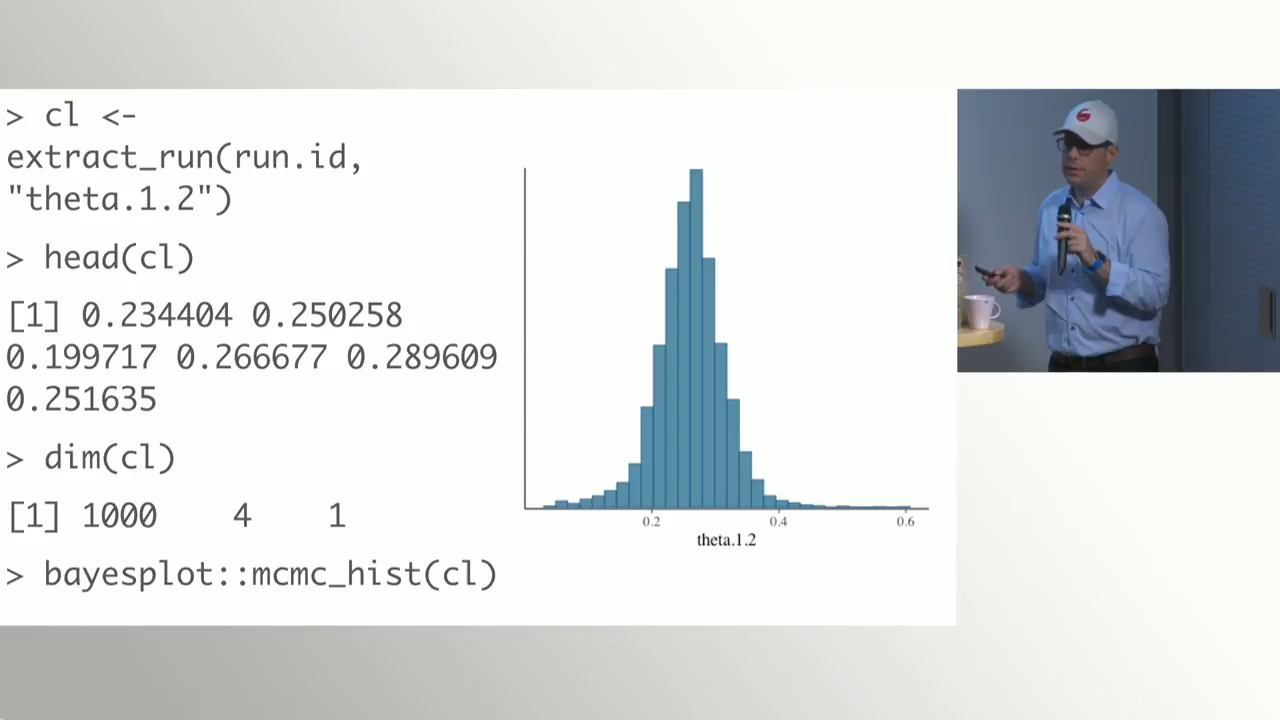 > cl <-
extract_run(run.id,
"theta.1.2")
> head(cl)
[1] 0.234404 0.250258
0.199717 0.266677 0.289609
0.251635
> dim(cl)
[1] 1000    4    1
> bayesplot::mcmc_hist(cl)
0.2 0.4 0.6
theta.1.2